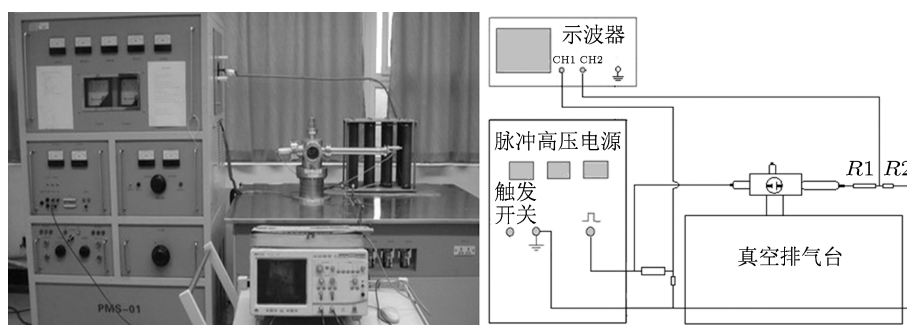 PMS-01
示波器
CH1 CH2
脉冲高压电源
触发
开关
R1 R2
真空排气台